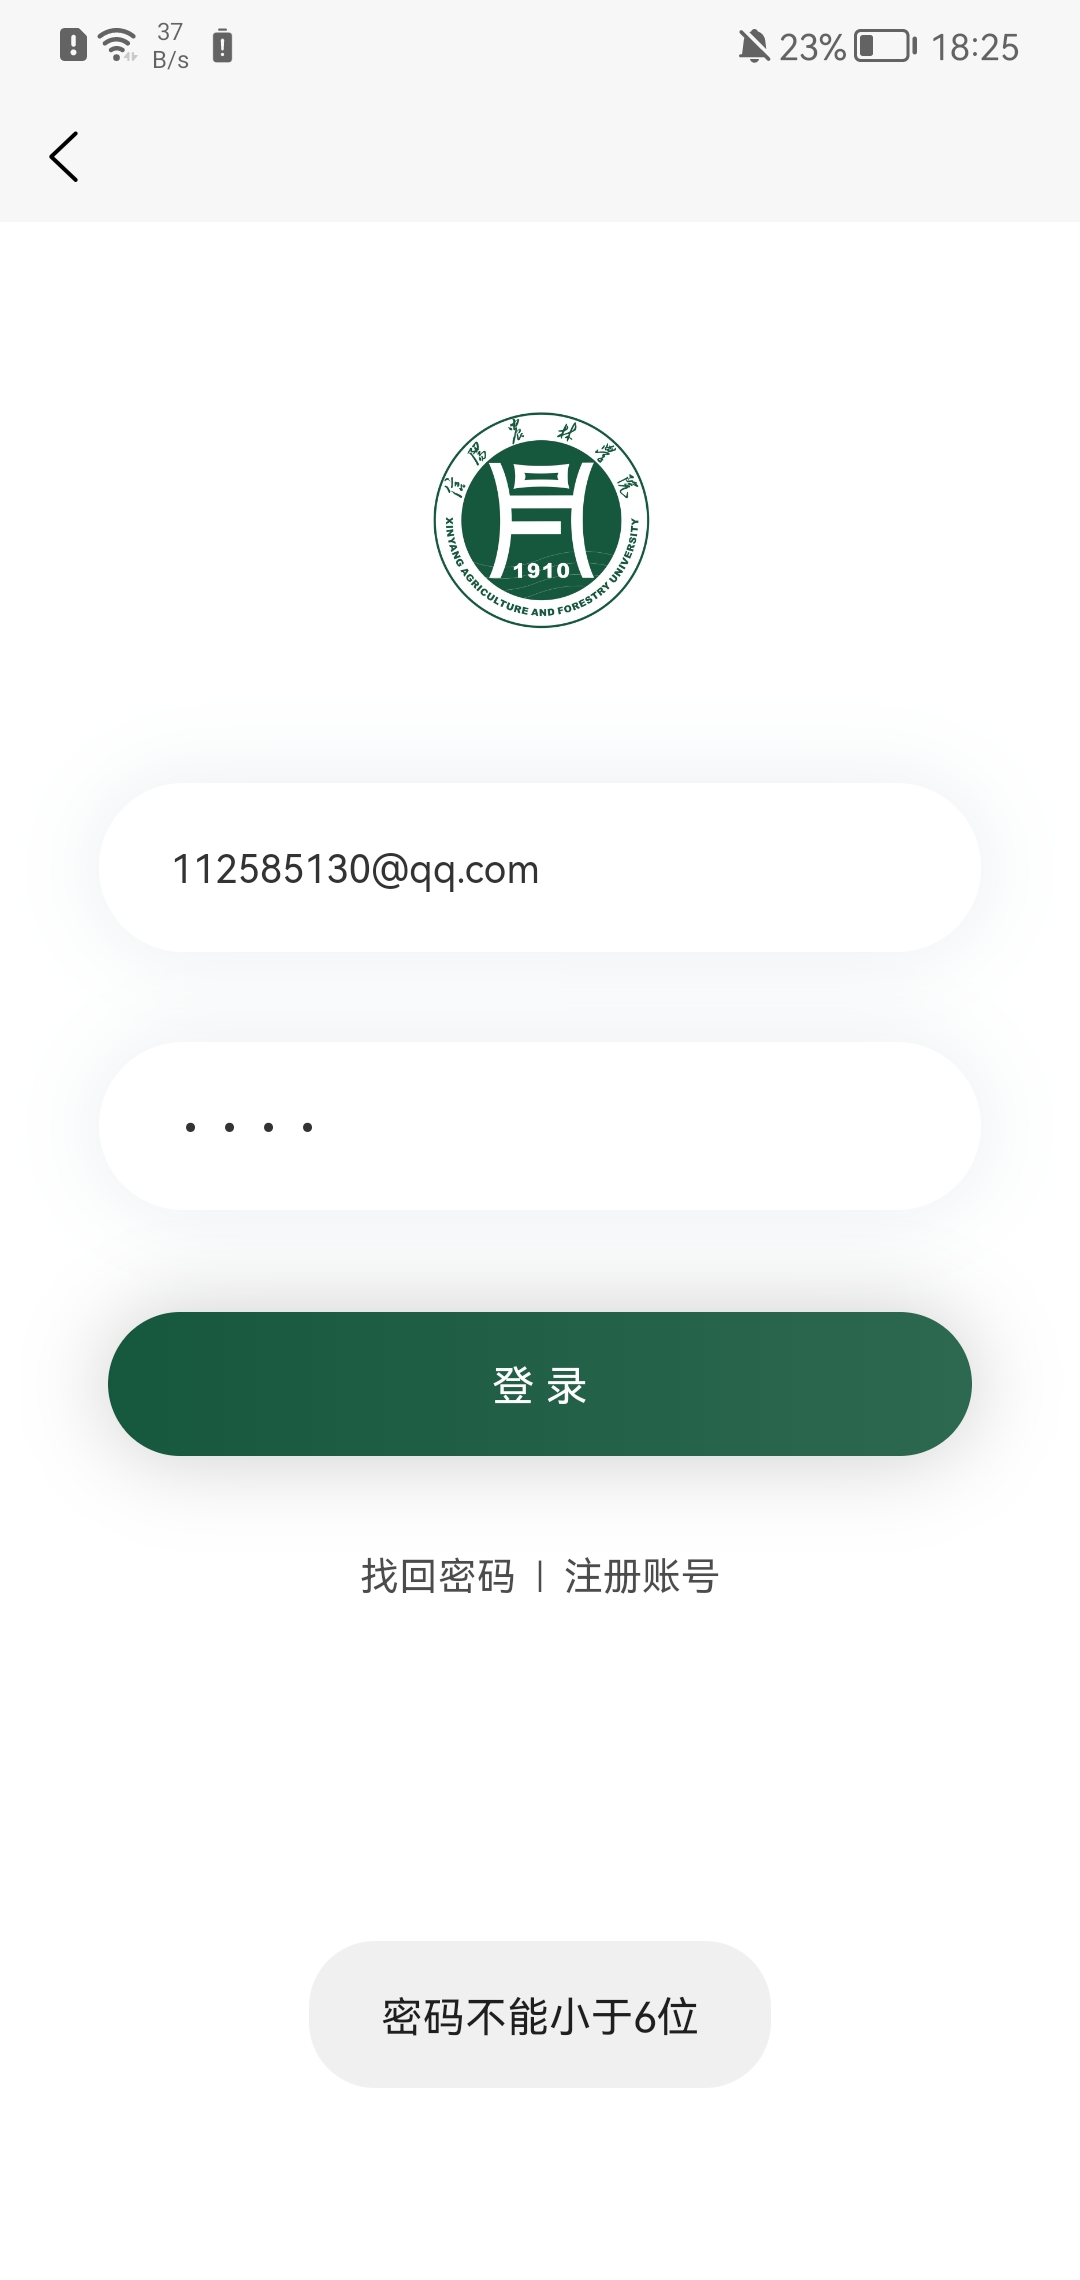 37
B/s
23%
18:25
信阳农林学院
1910
XINYANG AGRICULTURE AND FORESTRY UNIVERSITY
112585130@qq.com
••••
登 录
找回密码 | 注册账号
密码不能小于6位